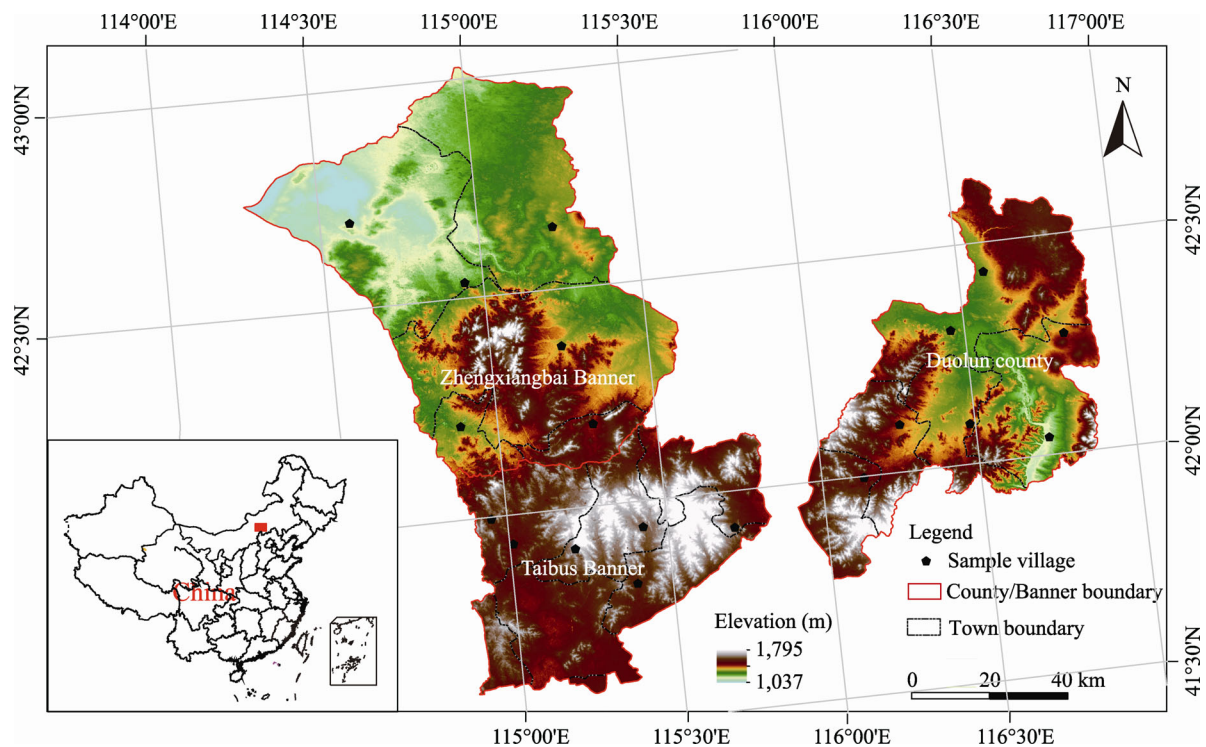 114°00'E 114°30'E 115°00'E 115°30'E 116°00'E 116°30'E 117°00'E
43°00'N
42°30'N
N
42°30'N
42°00'N
41°30'N
Zhengxiangbai Banner
Duolun county
Taibus Banner
China
Legend
Sample village
County/Banner boundary
Town boundary
Elevation (m)
1,795
1,037
0 20 40 km
115°00'E 115°30'E 116°00'E 116°30'E